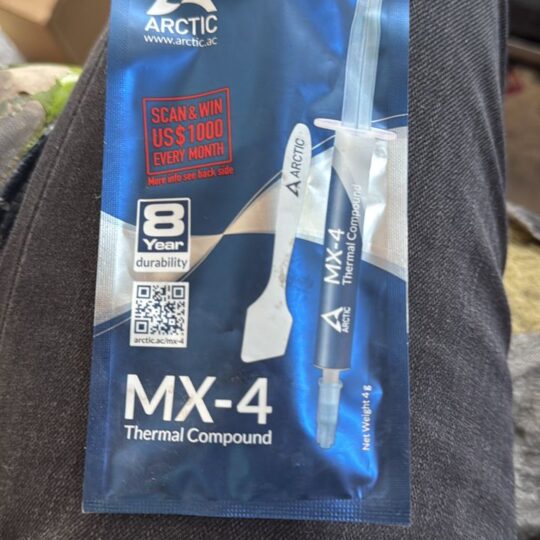 ARCTIC
www.arctic.ac
SCAN & WIN
US$1000
EVERY MONTH
More info see back side
8
Year
durability
arctic.ac/mx-4
ARCTIC
MX-4
Thermal Compound
ARCTIC
MX-4
Thermal Compound
Net Weight 4 g